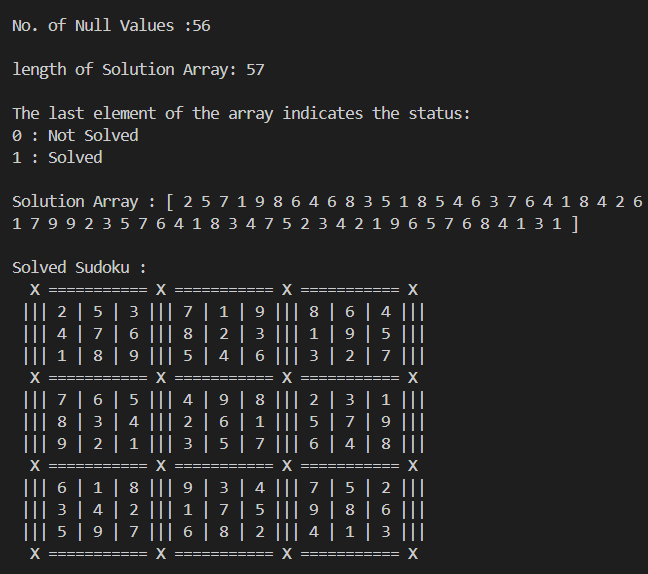 No. of Null Values :56
length of Solution Array: 57
The last element of the array indicates the status:
0 : Not Solved
1 : Solved
Solution Array : [ 2 5 7 1 9 8 6 4 6 8 3 5 1 8 5 4 6 3 7 6 4 1 8 4 2 6
1 7 9 9 2 3 5 7 6 4 1 8 3 4 7 5 2 3 4 2 1 9 6 5 7 6 8 4 1 3 1 ]
Solved Sudoku :
X =========== X =========== X =========== X
||| 2 | 5 | 3 ||| 7 | 1 | 9 ||| 8 | 6 | 4 |||
||| 4 | 7 | 6 ||| 8 | 2 | 3 ||| 1 | 9 | 5 |||
||| 1 | 8 | 9 ||| 5 | 4 | 6 ||| 3 | 2 | 7 |||
X =========== X =========== X =========== X
||| 7 | 6 | 5 ||| 4 | 9 | 8 ||| 2 | 3 | 1 |||
||| 8 | 3 | 4 ||| 2 | 6 | 1 ||| 5 | 7 | 9 |||
||| 9 | 2 | 1 ||| 3 | 5 | 7 ||| 6 | 4 | 8 |||
X =========== X =========== X =========== X
||| 6 | 1 | 8 ||| 9 | 3 | 4 ||| 7 | 5 | 2 |||
||| 3 | 4 | 2 ||| 1 | 7 | 5 ||| 9 | 8 | 6 |||
||| 5 | 9 | 7 ||| 6 | 8 | 2 ||| 4 | 1 | 3 |||
X =========== X =========== X =========== X